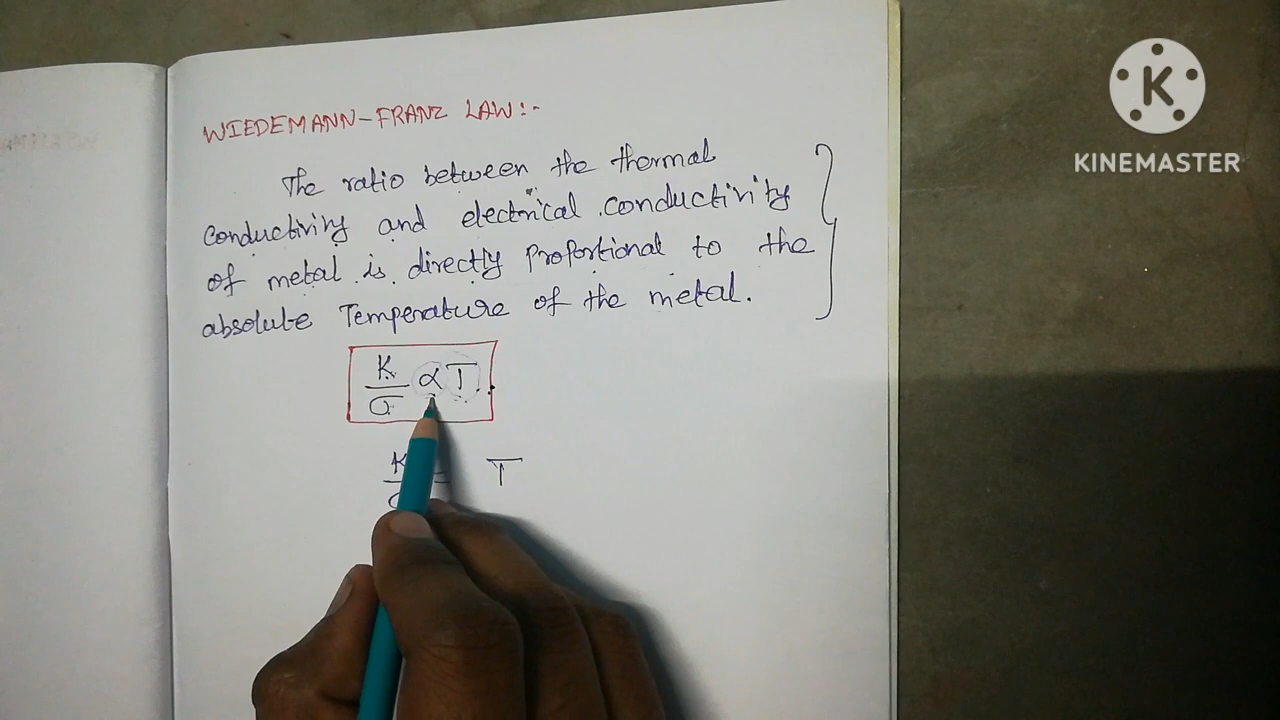 WIEDEMANN-FRANZ LAW:-
The ratio between the thermal
conductivity and electrical conductivity
of metal is directly proportional to the
absolute Temperature of the metal.
K/σ α T
K = T
K
KINEMASTER